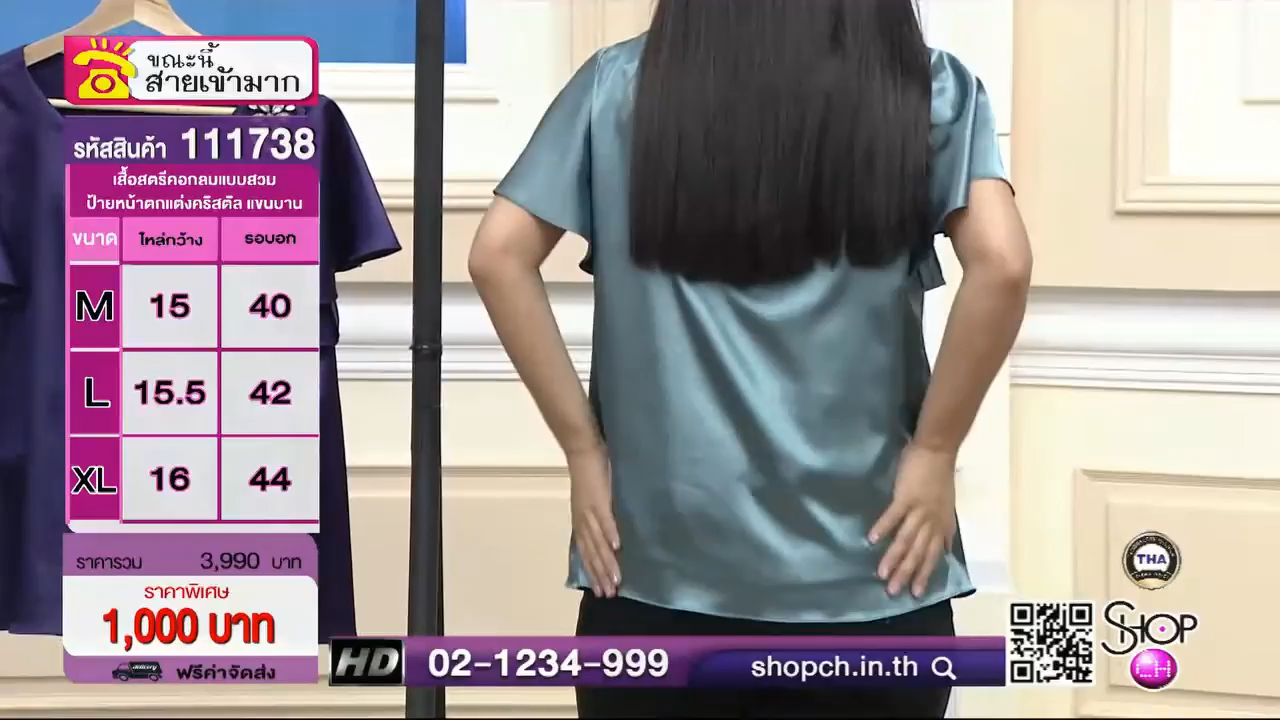 ขณะนี้
สายเข้ามาก
รหัสสินค้า 111738
เสื้อสตรีคอกลมแบบสวม
ป้ายหน้าตกแต่งคริสตัล แขนบาน
ขนาด ไหล่กว้าง รอบอก
M 15 40
L 15.5 42
XL 16 44
ราคารวม 3,990 บาท
ราคาพิเศษ
1,000 บาท
delivery ฟรีค่าจัดส่ง
HD 02-1234-999 shopch.in.th
THA
SHOP
CH